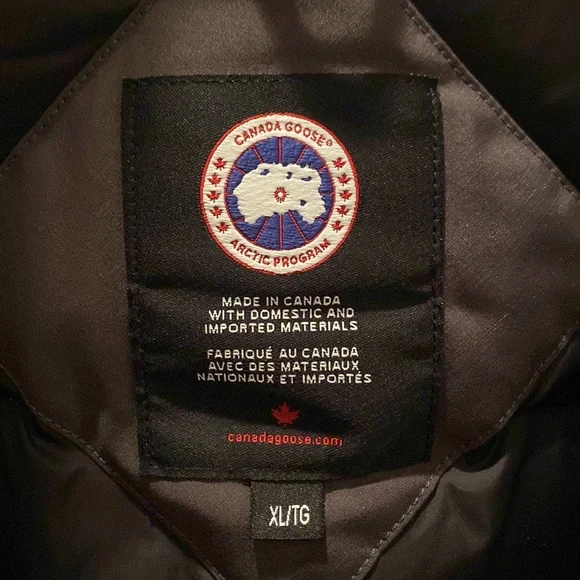 CANADA GOOSE®
ARCTIC PROGRAM
MADE IN CANADA
WITH DOMESTIC AND
IMPORTED MATERIALS
FABRIQUÉ AU CANADA
AVEC DES MATERIAUX
NATIONAUX ET IMPORTÉS
canadagoose.com
XL/TG